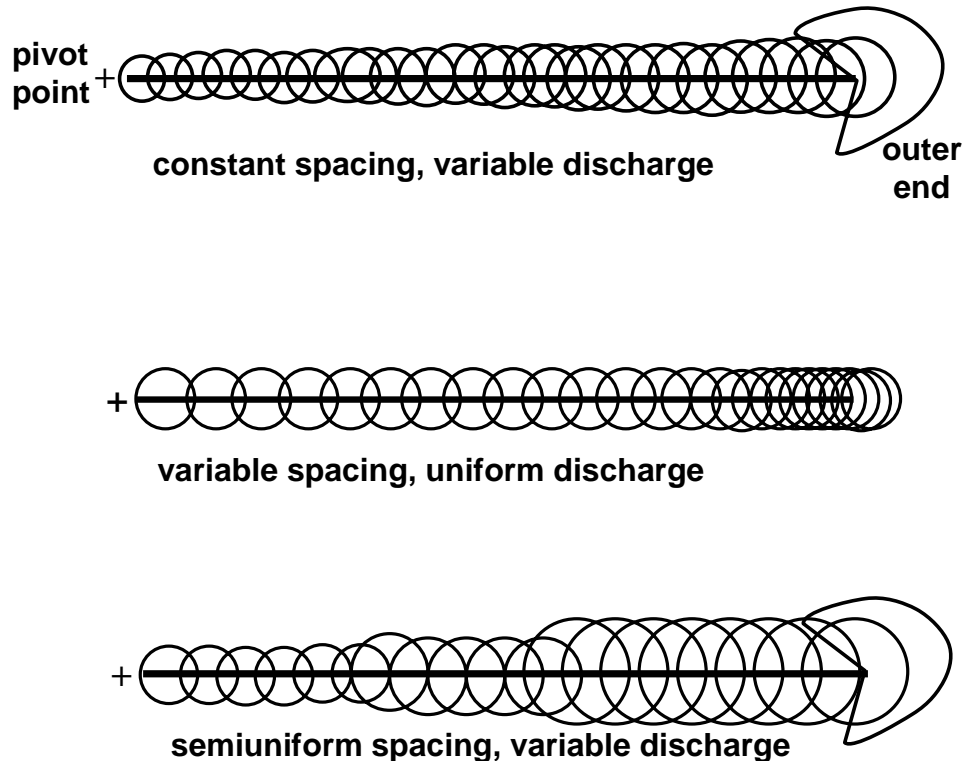 pivot
point +
constant spacing, variable discharge
outer
end
+
variable spacing, uniform discharge
+
semiuniform spacing, variable discharge